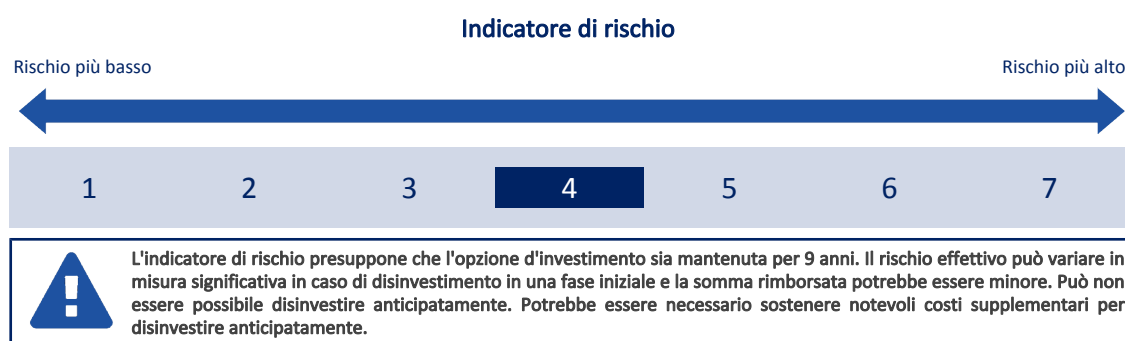 Indicatore di rischio
Rischio più basso
Rischio più alto
1 2 3 4 5 6 7
L'indicatore di rischio presuppone che l'opzione d'investimento sia mantenuta per 9 anni. Il rischio effettivo può variare in
misura significativa in caso di disinvestimento in una fase iniziale e la somma rimborsata potrebbe essere minore. Può non
essere possibile disinvestire anticipatamente. Potrebbe essere necessario sostenere notevoli costi supplementari per
disinvestire anticipatamente.